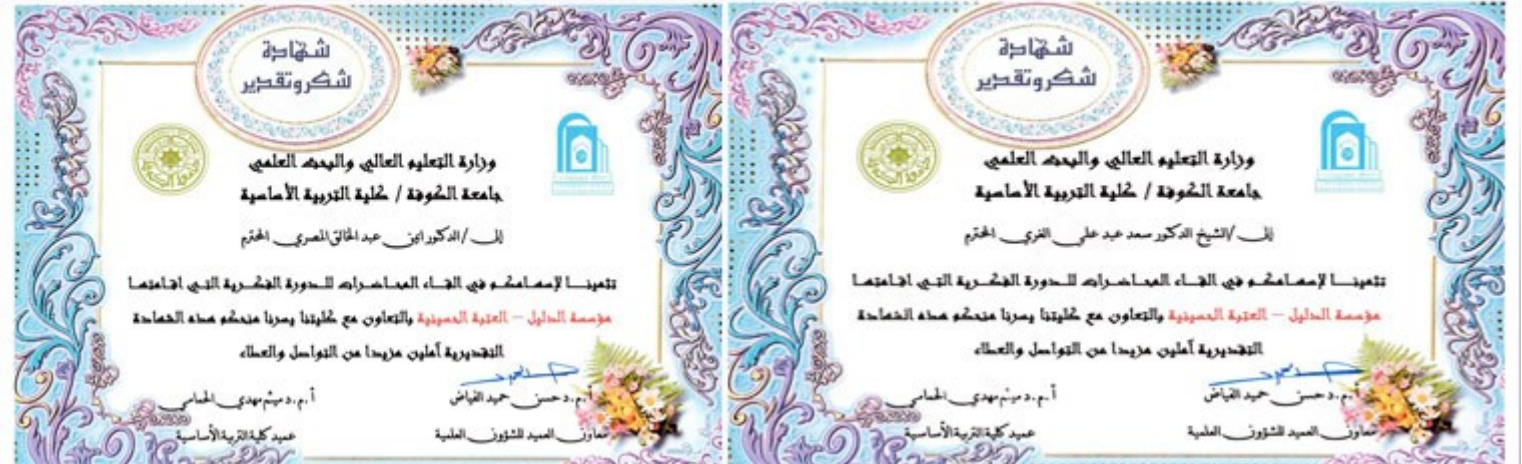 شهادة
شكر وتقدير
وزارة التعليم العالي والبحث العلمي
جامعة الكوفة / كلية التربية الأساسية
إلى / الدكتور ايمن عبد الخالق المصري المحترم
تثمينا لإسهامكم في القاء المحاضرات للدورة الفكرية التي اقامتها
مؤسسة الدليل – العتبة الحسينية بالتعاون مع كليتنا يسرنا منحكم هذه الشهادة
التقديرية آملين مزيدا من التواصل والعطاء
أ.م.د حسن حميد الفياض
معاون العميد للشؤون العلمية
أ.م.د ميثم مهدي الحمامي
عميد كلية التربية الأساسية
شهادة
شكر وتقدير
وزارة التعليم العالي والبحث العلمي
جامعة الكوفة / كلية التربية الأساسية
إلى / الشيخ الدكتور سعد عبد علي الغري المحترم
تثمينا لإسهامكم في القاء المحاضرات للدورة الفكرية التي اقامتها
مؤسسة الدليل – العتبة الحسينية بالتعاون مع كليتنا يسرنا منحكم هذه الشهادة
التقديرية آملين مزيدا من التواصل والعطاء
أ.م.د حسن حميد الفياض
معاون العميد للشؤون العلمية
أ.م.د ميثم مهدي الحمامي
عميد كلية التربية الأساسية